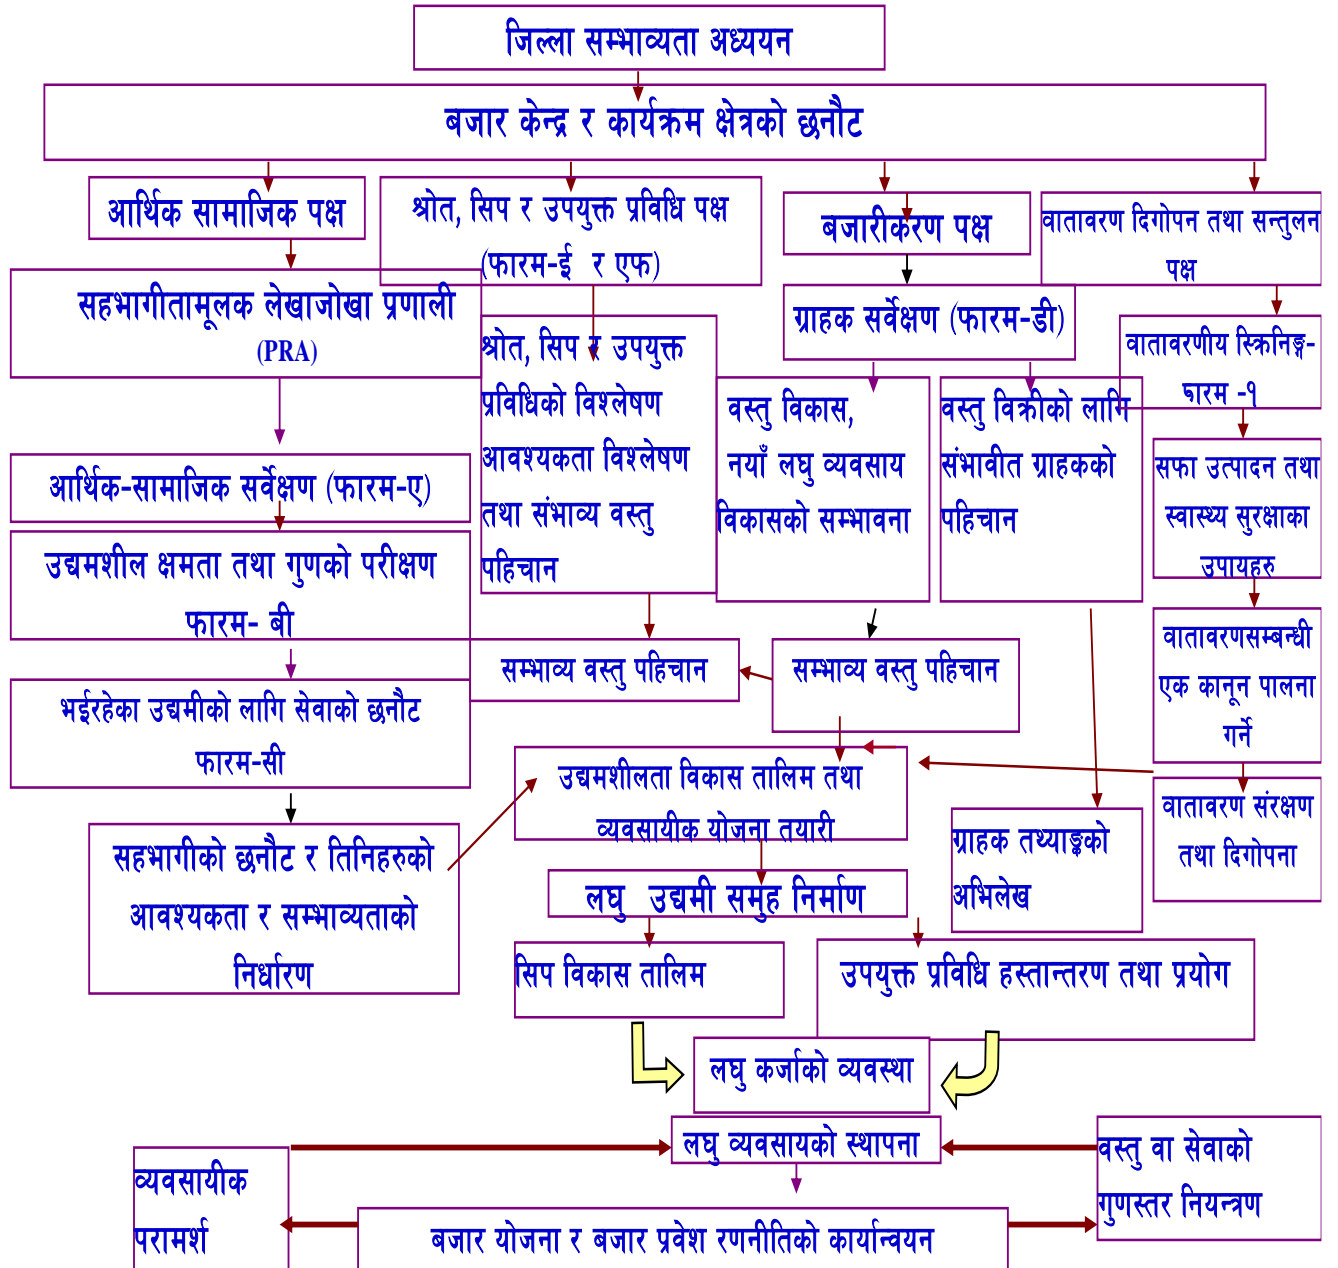 जिल्ला सम्भाव्यता अध्ययन
बजार केन्द्र र कार्यक्रम क्षेत्रको छनौट
आर्थिक सामाजिक पक्ष
श्रोत, सिप र उपयुक्त प्रविधि पक्ष
(फारम-ई र एफ)
बजारीकरण पक्ष
वातावरण दिगोपन तथा सन्तुलन
पक्ष
सहभागीतामूलक लेखाजोखा प्रणाली
(PRA)
श्रोत, सिप र उपयुक्त
प्रविधिको विश्लेषण
आवश्यकता विश्लेषण
तथा संभाव्य वस्तु
पहिचान
ग्राहक सर्वेक्षण (फारम-डी)
वातावरणीय स्क्रिनिङ्ग-
फारम -१
वस्तु विकास,
नयाँ लघु व्यवसाय
विकासको सम्भावना
वस्तु विक्रीको लागि
संभावीत ग्राहकको
पहिचान
आर्थिक-सामाजिक सर्वेक्षण (फारम-ए)
सफा उत्पादन तथा
स्वास्थ्य सुरक्षाका
उपायहरु
उद्यमशील क्षमता तथा गुणको परीक्षण
फारम- बी
सम्भाव्य वस्तु पहिचान
सम्भाव्य वस्तु पहिचान
वातावरणसम्बन्धी
एक कानून पालना
गर्ने
भईरहेका उद्यमीको लागि सेवाको छनौट
फारम-सी
उद्यमशीलता विकास तालिम तथा
व्यवसायीक योजना तयारी
वातावरण संरक्षण
तथा दिगोपना
सहभागीको छनौट र तिनिहरुको
आवश्यकता र सम्भाव्यताको
निर्धारण
ग्राहक तथ्याङ्कको
अभिलेख
लघु उद्यमी समुह निर्माण
सिप विकास तालिम
उपयुक्त प्रविधि हस्तान्तरण तथा प्रयोग
लघु कर्जाको व्यवस्था
लघु व्यवसायको स्थापना
व्यवसायीक
परामर्श
वस्तु वा सेवाको
गुणस्तर नियन्त्रण
बजार योजना र बजार प्रवेश रणनीतिको कार्यान्वयन